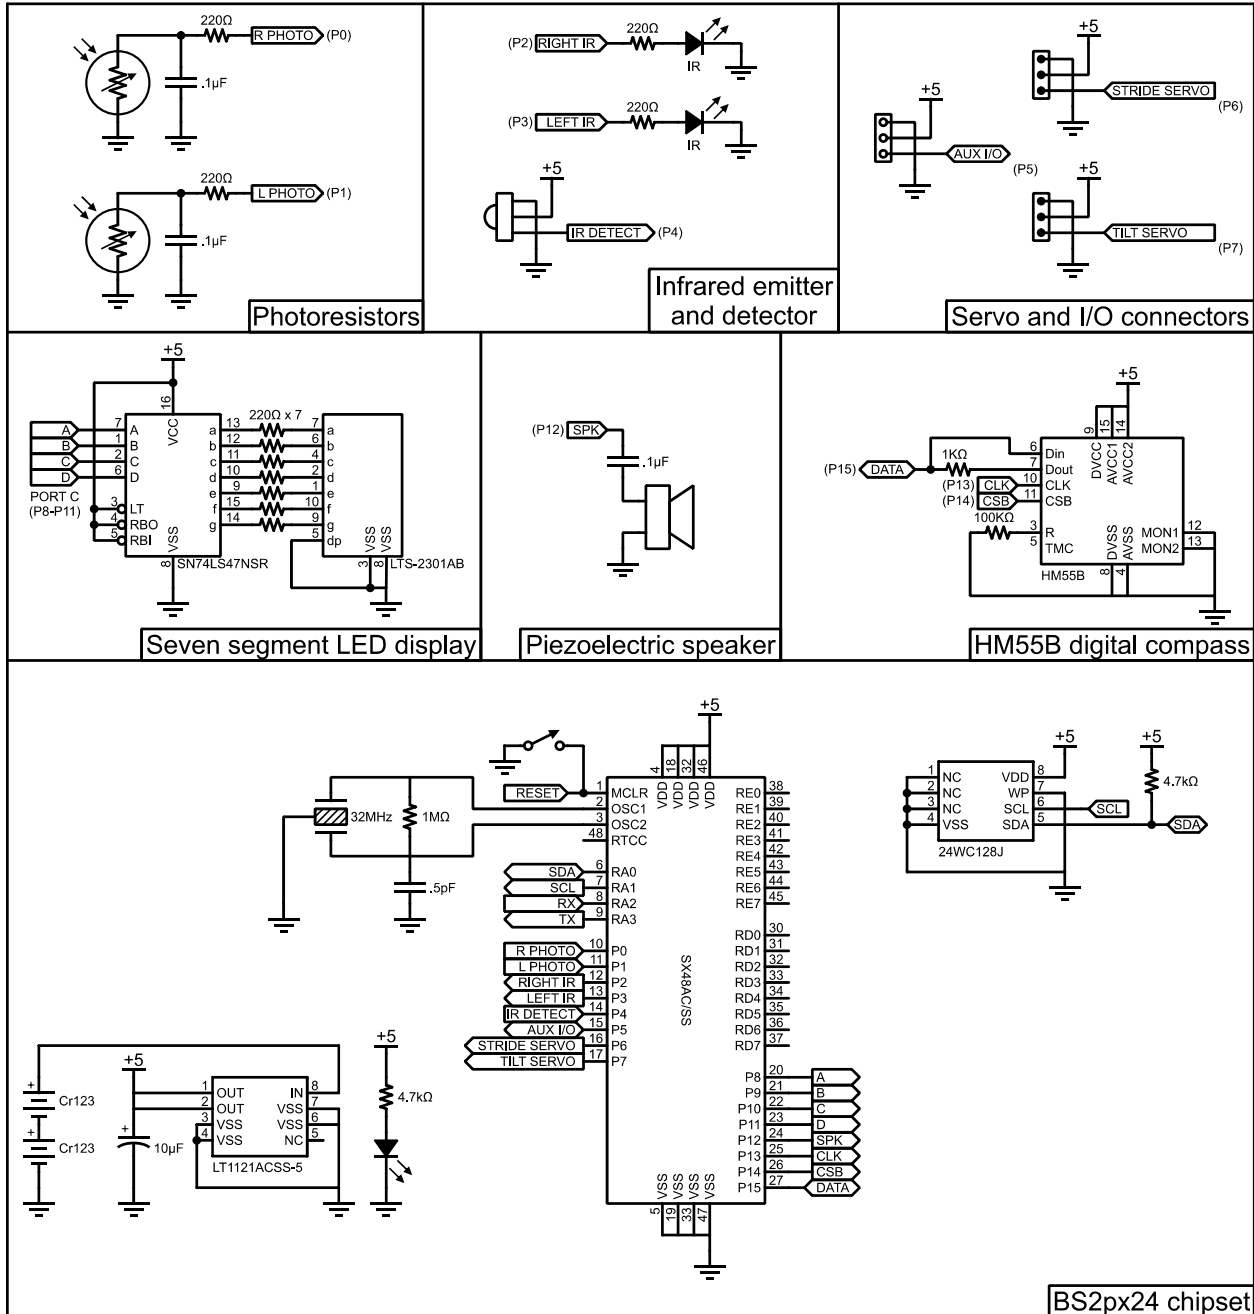 220Ω
R PHOTO (P0)
.1µF
220Ω
L PHOTO (P1)
.1µF
Photoresistors
(P2) RIGHT IR
220Ω
IR
(P3) LEFT IR
220Ω
IR
+5
IR DETECT (P4)
Infrared emitter
and detector
+5
STRIDE SERVO
(P6)
+5
AUX I/O
(P5)
+5
TILT SERVO
(P7)
Servo and I/O connectors
+5
16
VCC
220Ω x 7
A 7 A a 13 7 a
B 1 B b 12 6 b
C 2 C c 11 4 c
D 6 D d 10 2 d
PORT C
(P8-P11)
e 9 1 e
3 LT f 15 10 f
4 RBO g 14 9 g
5 RBI 5 dp
VSS VSS VSS
8 SN74LS47NSR 3 8 LTS-2301AB
Seven segment LED display
(P12) SPK
.1µF
Piezoelectric speaker
+5
9 15 14
DVCC AVCC1 AVCC2
(P15) DATA
1KΩ
6 Din
7 Dout
(P13) CLK 10 CLK
(P14) CSB 11 CSB
100KΩ
3 R
5 TMC
MON1 12
MON2 13
DVSS AVSS
8 4
HM55B
HM55B digital compass
+5
4 18 32 46
VDD VDD VDD VDD
RESET 1 MCLR
2 OSC1
3 OSC2
48 RTCC
32MHz
1MΩ
.5pF
SDA 6 RA0
SCL 7 RA1
RX 8 RA2
TX 9 RA3
R PHOTO 10 P0
L PHOTO 11 P1
RIGHT IR 12 P2
LEFT IR 13 P3
IR DETECT 14 P4
AUX I/O 15 P5
STRIDE SERVO 16 P6
TILT SERVO 17 P7
SX48AC/SS
RE0 38
RE1 39
RE2 40
RE3 41
RE4 42
RE5 43
RE6 44
RE7 45
RD0 30
RD1 31
RD2 32
RD3 33
RD4 34
RD5 35
RD6 36
RD7 37
P8 20 A
P9 21 B
P10 22 C
P11 23 D
P12 24 SPK
P13 25 CLK
P14 26 CSB
P15 27 DATA
VSS VSS VSS VSS
5 19 33 47
+5
+5
4.7kΩ
1 NC VDD 8
2 NC WP 7
3 NC SCL 6 SCL
4 VSS SDA 5 SDA
24WC128J
+5
+ Cr123
+ Cr123
+ 10µF
1 OUT IN 8
2 OUT VSS 7
3 VSS VSS 6
4 VSS NC 5
LT1121ACSS-5
+5
4.7kΩ
BS2px24 chipset